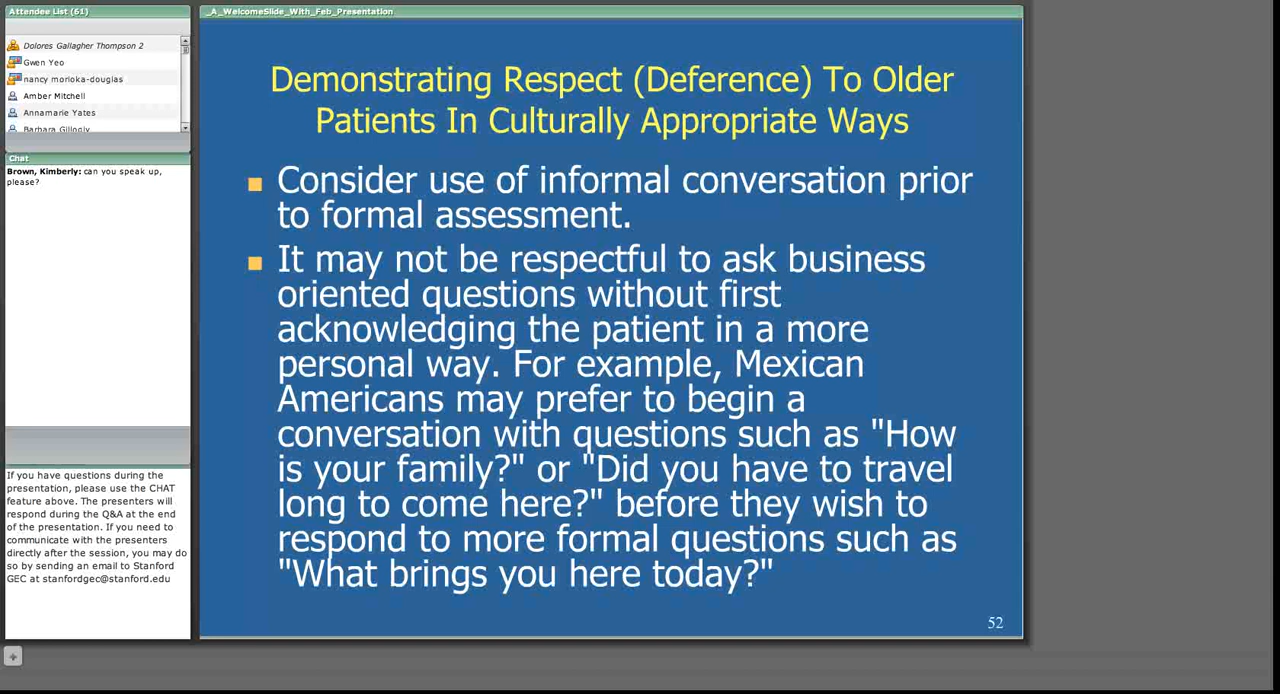 Attendee List (61)
Dolores Gallagher Thompson 2
Gwen Yeo
nancy morioka-douglas
Amber Mitchell
Annamarie Yates
Barbara Gillogly
Chat
Brown, Kimberly: can you speak up,
please?
If you have questions during the
presentation, please use the CHAT
feature above. The presenters will
respond during the Q&A at the end
of the presentation. If you need to
communicate with the presenters
directly after the session, you may do
so by sending an email to Stanford
GEC at stanfordgec@stanford.edu
_A_WelcomeSlide_With_Feb_Presentation
Demonstrating Respect (Deference) To Older
Patients In Culturally Appropriate Ways
Consider use of informal conversation prior
to formal assessment.
It may not be respectful to ask business
oriented questions without first
acknowledging the patient in a more
personal way. For example, Mexican
Americans may prefer to begin a
conversation with questions such as "How
is your family?" or "Did you have to travel
long to come here?" before they wish to
respond to more formal questions such as
"What brings you here today?"
52